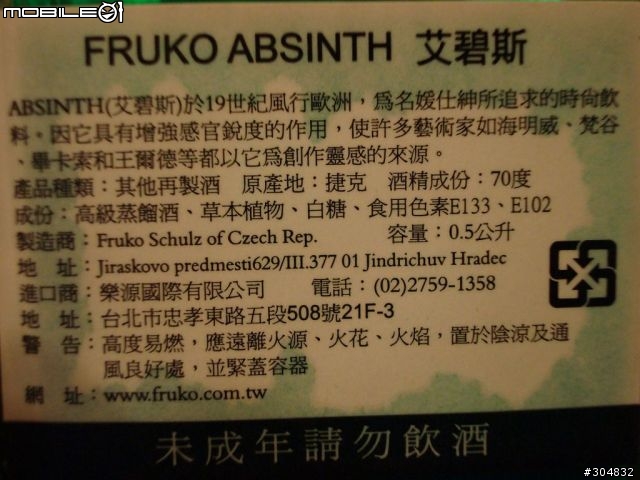 MOBILE01
FRUKO ABSINTH 艾碧斯
ABSINTH(艾碧斯)於19世紀風行歐洲，為名媛仕紳所追求的時尚飲
料。因它具有增強感官銳度的作用，使許多藝術家如海明威、梵谷
、畢卡索和王爾德等都以它為創作靈感的來源。
產品種類：其他再製酒 原產地：捷克 酒精成份：70度
成份：高級蒸餾酒、草本植物、白糖、食用色素E133、E102
製造商：Fruko Schulz of Czech Rep. 容量：0.5公升
地 址：Jiraskovo predmesti629/III.377 01 Jindrichuv Hradec
進口商：樂源國際有限公司 電話：(02)2759-1358
地 址：台北市忠孝東路五段508號21F-3
警 告：高度易燃，應遠離火源、火花、火焰，置於陰涼及通
風良好處，並緊蓋容器
網 址：www.fruko.com.tw
未成年請勿飲酒
#304832